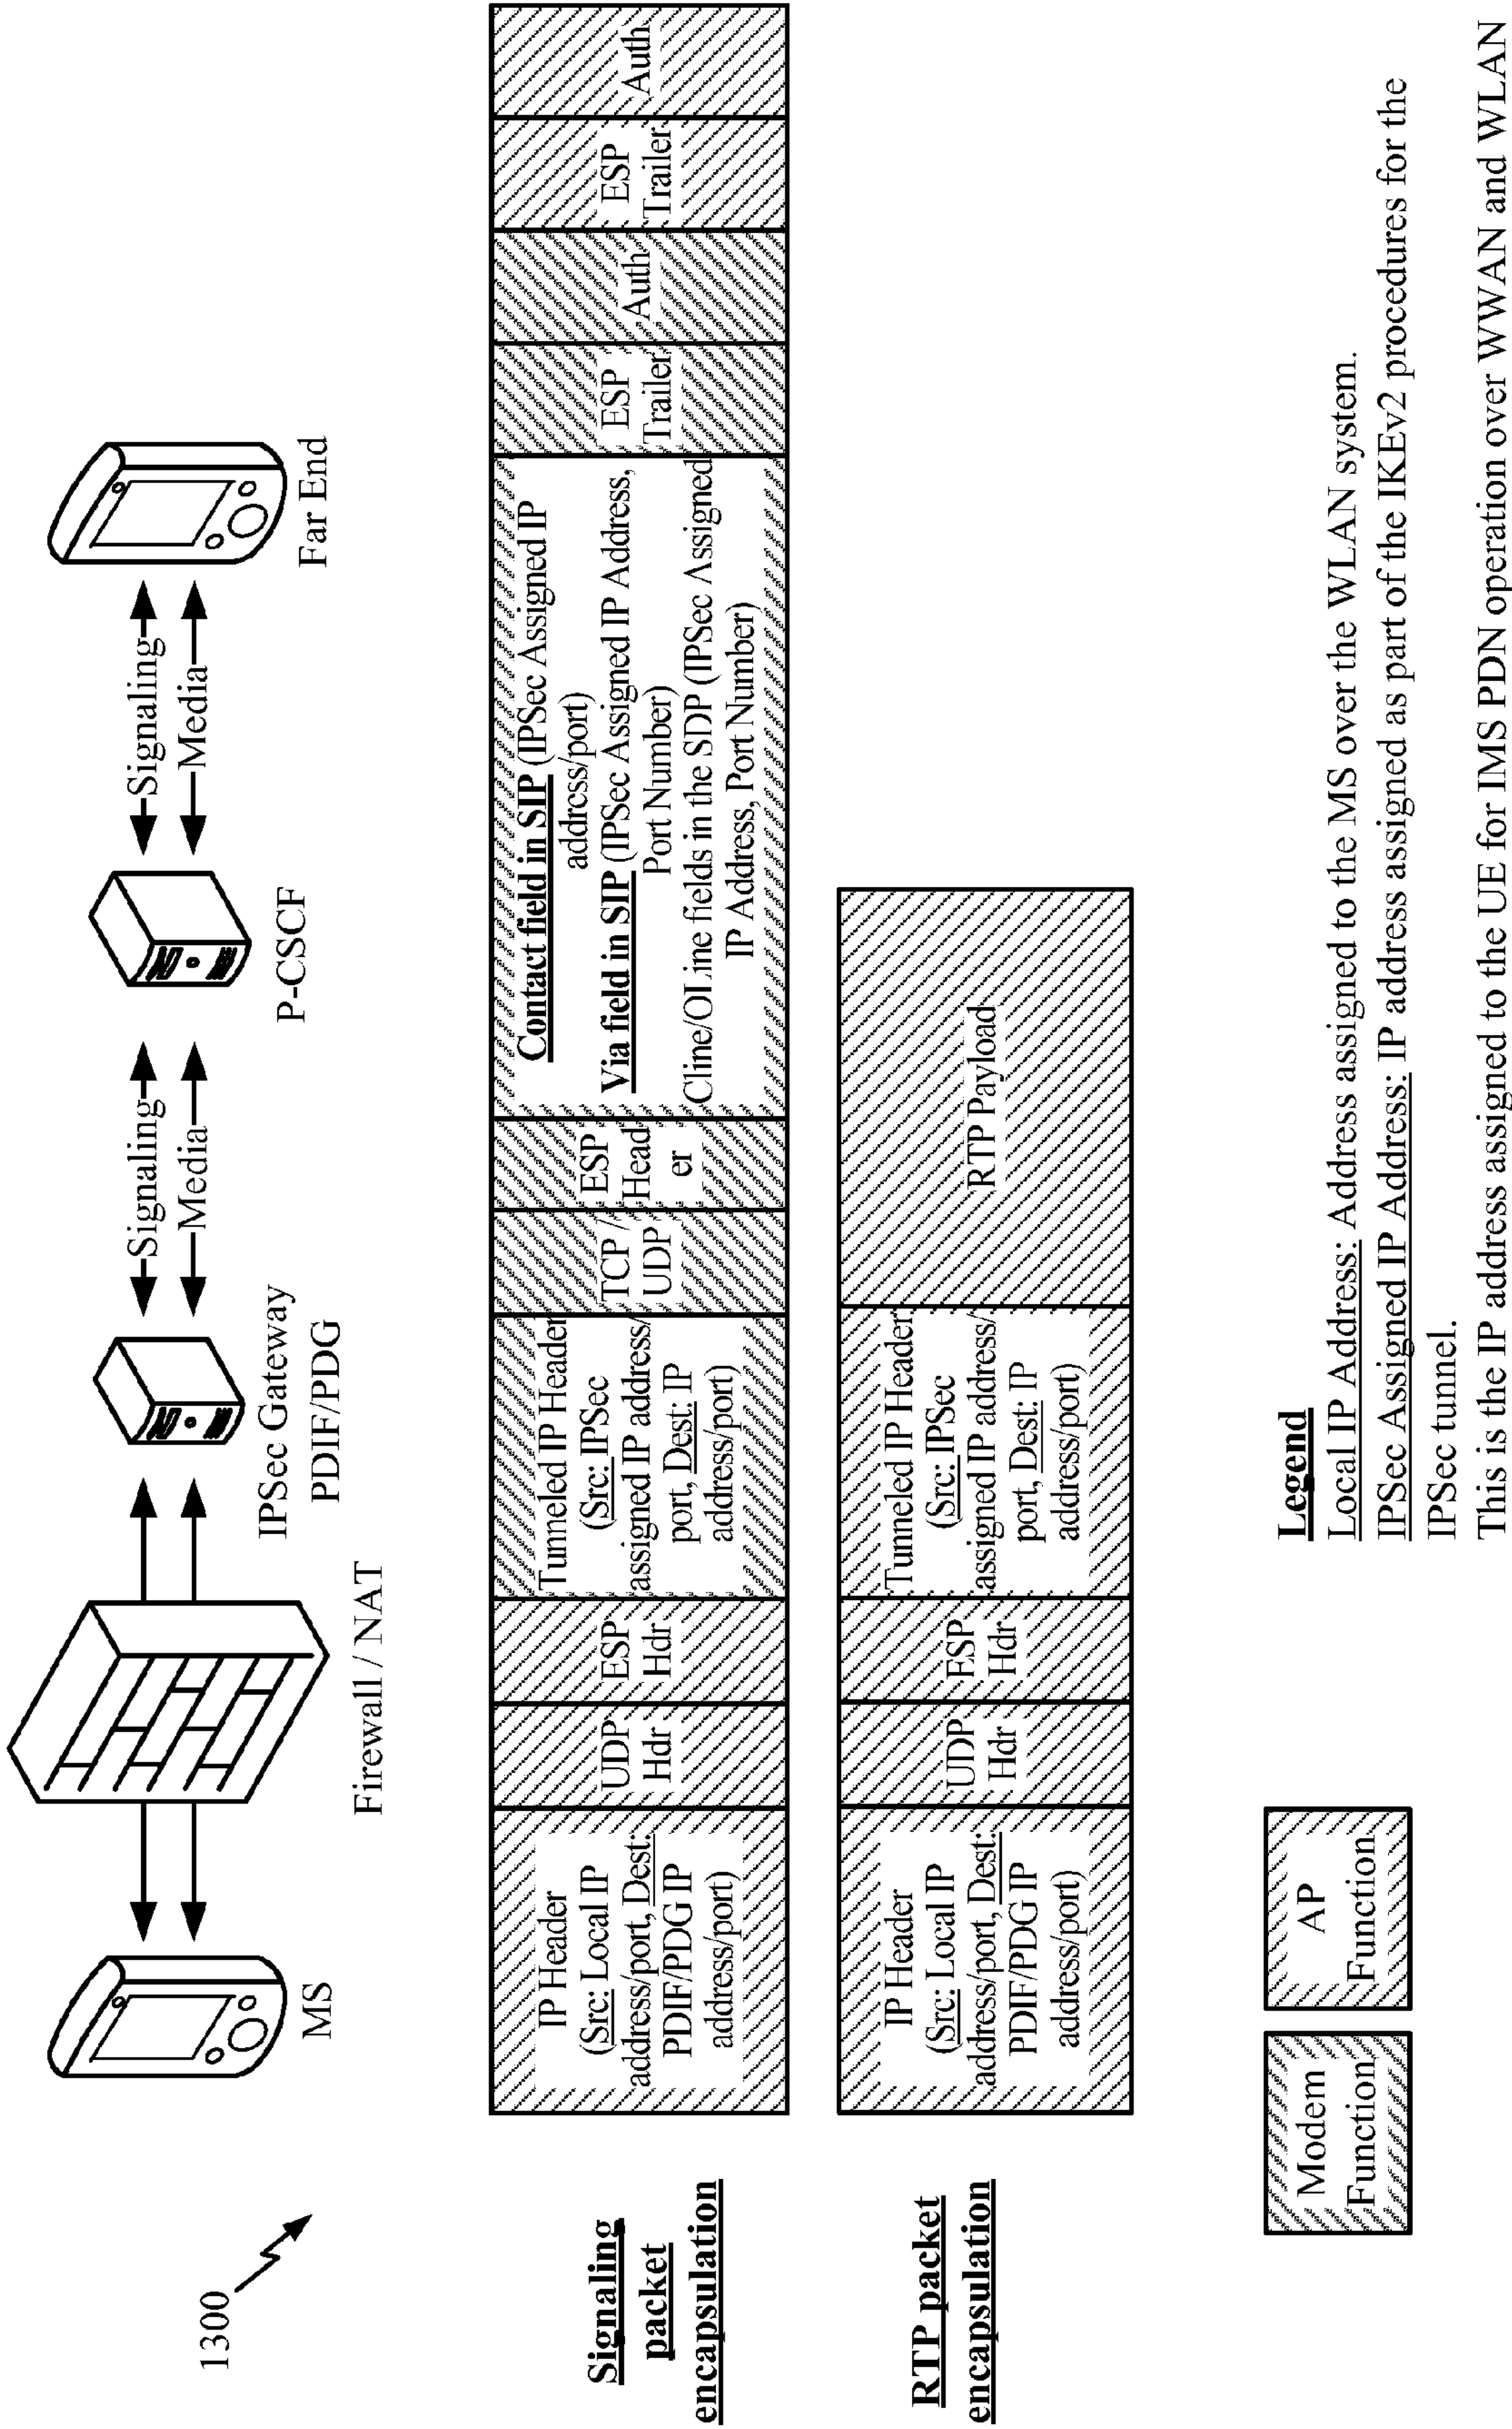 1300
MS
Firewall / NAT
IPSec Gateway
PDIF/PDG
Signaling
Media
P-CSCF
Signaling
Media
Far End
Signaling
packet
encapsulation
IP Header
(Src: Local IP
address/port, Dest:
PDIF/PDG IP
address/port)
UDP
Hdr
ESP
Hdr
Tunneled IP Header
(Src: IPSec
assigned IP address/
port, Dest: IP
address/port)
TCP /
UDP
ESP
Head
er
Contact field in SIP (IPSec Assigned IP
address/port)
Via field in SIP (IPSec Assigned IP Address,
Port Number)
Cline/OLine fields in the SDP (IPSec Assigned
IP Address, Port Number)
ESP
Trailer
Auth
ESP
Trailer
Auth
RTP packet
encapsulation
IP Header
(Src: Local IP
address/port, Dest:
PDIF/PDG IP
address/port)
UDP
Hdr
ESP
Hdr
Tunneled IP Header
(Src: IPSec
assigned IP address/
port, Dest: IP
address/port)
RTP Payload
Modem
Function
AP
Function
Legend
Local IP Address: Address assigned to the MS over the WLAN system.
IPSec Assigned IP Address: IP address assigned as part of the IKEv2 procedures for the
IPSec tunnel.
This is the IP address assigned to the UE for IMS PDN operation over WWAN and WLAN